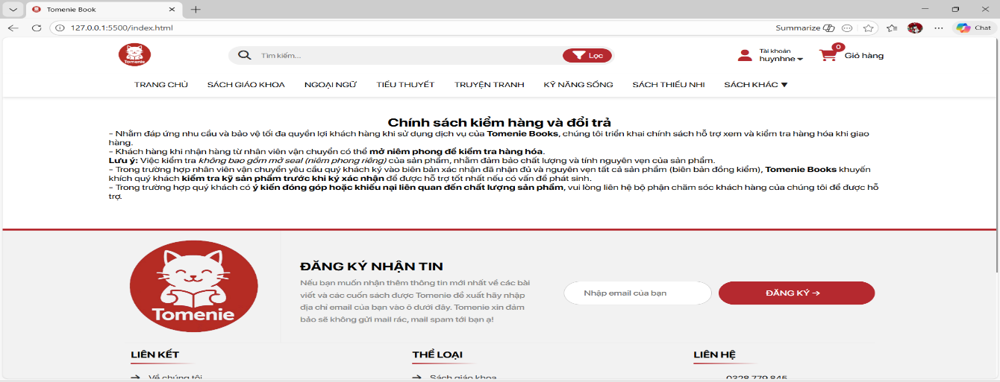 Tomenie Book
127.0.0.1:5500/index.html
Summarize
Chat
Tomenie
Tìm kiếm...
Lọc
Tài khoản
huynhne
0
Giỏ hàng
TRANG CHỦ SÁCH GIÁO KHOA NGOẠI NGỮ TIỂU THUYẾT TRUYỆN TRANH KỸ NĂNG SỐNG SÁCH THIẾU NHI SÁCH KHÁC ▼
Chính sách kiểm hàng và đổi trả
- Nhằm đáp ứng nhu cầu và bảo vệ tối đa quyền lợi khách hàng khi sử dụng dịch vụ của Tomenie Books, chúng tôi triển khai chính sách hỗ trợ xem và kiểm tra hàng hóa khi giao
hàng.
- Khách hàng khi nhận hàng từ nhân viên vận chuyển có thể mở niêm phong để kiểm tra hàng hóa.
Lưu ý: Việc kiểm tra không bao gồm mở seal (niêm phong riêng) của sản phẩm, nhằm đảm bảo chất lượng và tính nguyên vẹn của sản phẩm.
- Trong trường hợp nhân viên vận chuyển yêu cầu quý khách ký vào biên bản xác nhận đã nhận đủ và nguyên vẹn tất cả sản phẩm (biên bản đồng kiểm), Tomenie Books khuyến
khích quý khách kiểm tra kỹ sản phẩm trước khi ký xác nhận để được hỗ trợ tốt nhất nếu có vấn đề phát sinh.
- Trong trường hợp quý khách có ý kiến đóng góp hoặc khiếu nại liên quan đến chất lượng sản phẩm, vui lòng liên hệ bộ phận chăm sóc khách hàng của chúng tôi để được hỗ
trợ.
Tomenie
ĐĂNG KÝ NHẬN TIN
Nếu bạn muốn nhận thêm thông tin mới nhất về các bài
viết và các cuốn sách được Tomenie đề xuất hãy nhập
địa chỉ email của bạn vào ô dưới đây. Tomenie xin đảm
bảo sẽ không gửi mail rác, mail spam tới bạn ạ!
Nhập email của bạn
ĐĂNG KÝ →
LIÊN KẾT
→ Về chúng tôi
THỂ LOẠI
→ Sách giáo khoa
LIÊN HỆ
0328.779.845